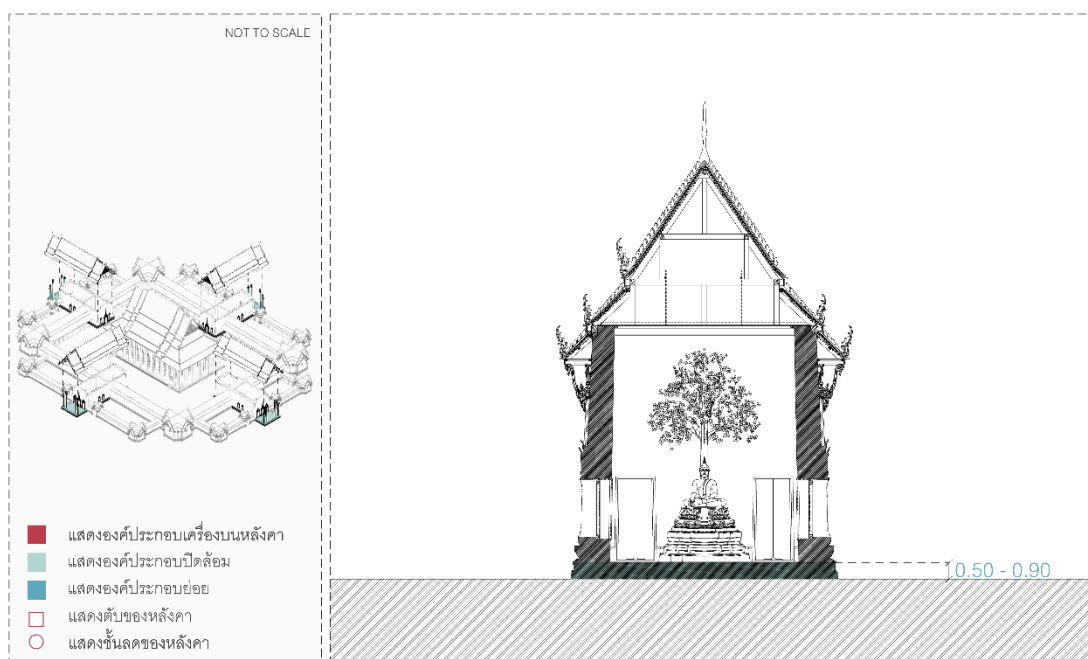 NOT TO SCALE
แสดงองค์ประกอบเครื่องบนหลังคา
แสดงองค์ประกอบปิดล้อม
แสดงองค์ประกอบย่อย
แสดงตับของหลังคา
แสดงชั้นลดของหลังคา
0.50 - 0.90